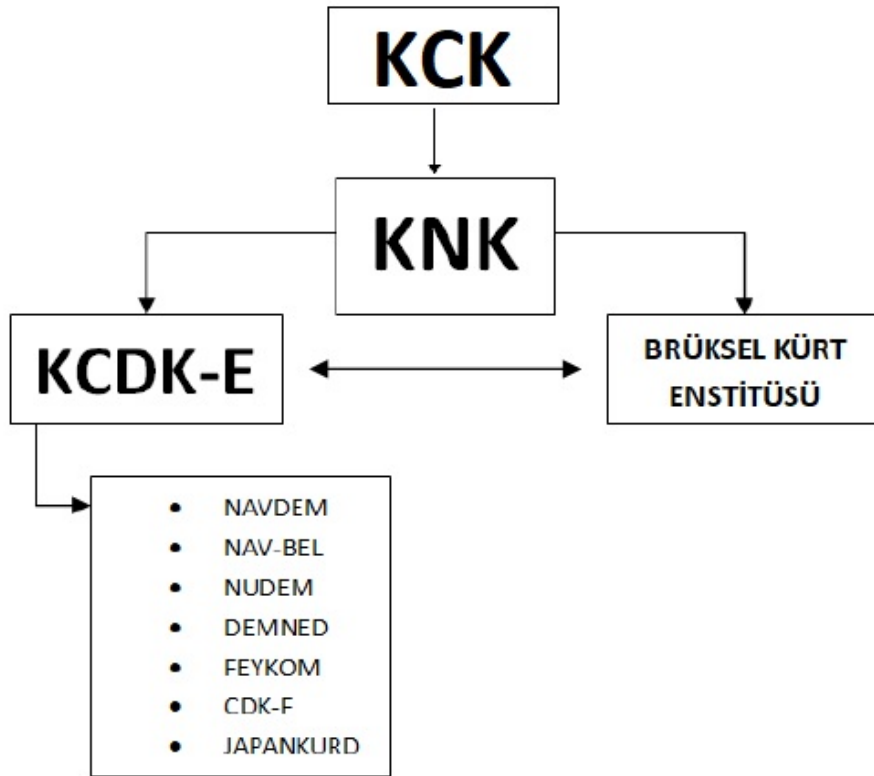 KCK
KNK
KCDK-E
BRÜKSEL KÜRT
ENSTİTÜSÜ
• NAVDEM
• NAV-BEL
• NUDEM
• DEMNED
• FEYKOM
• CDK-F
• JAPANKURD